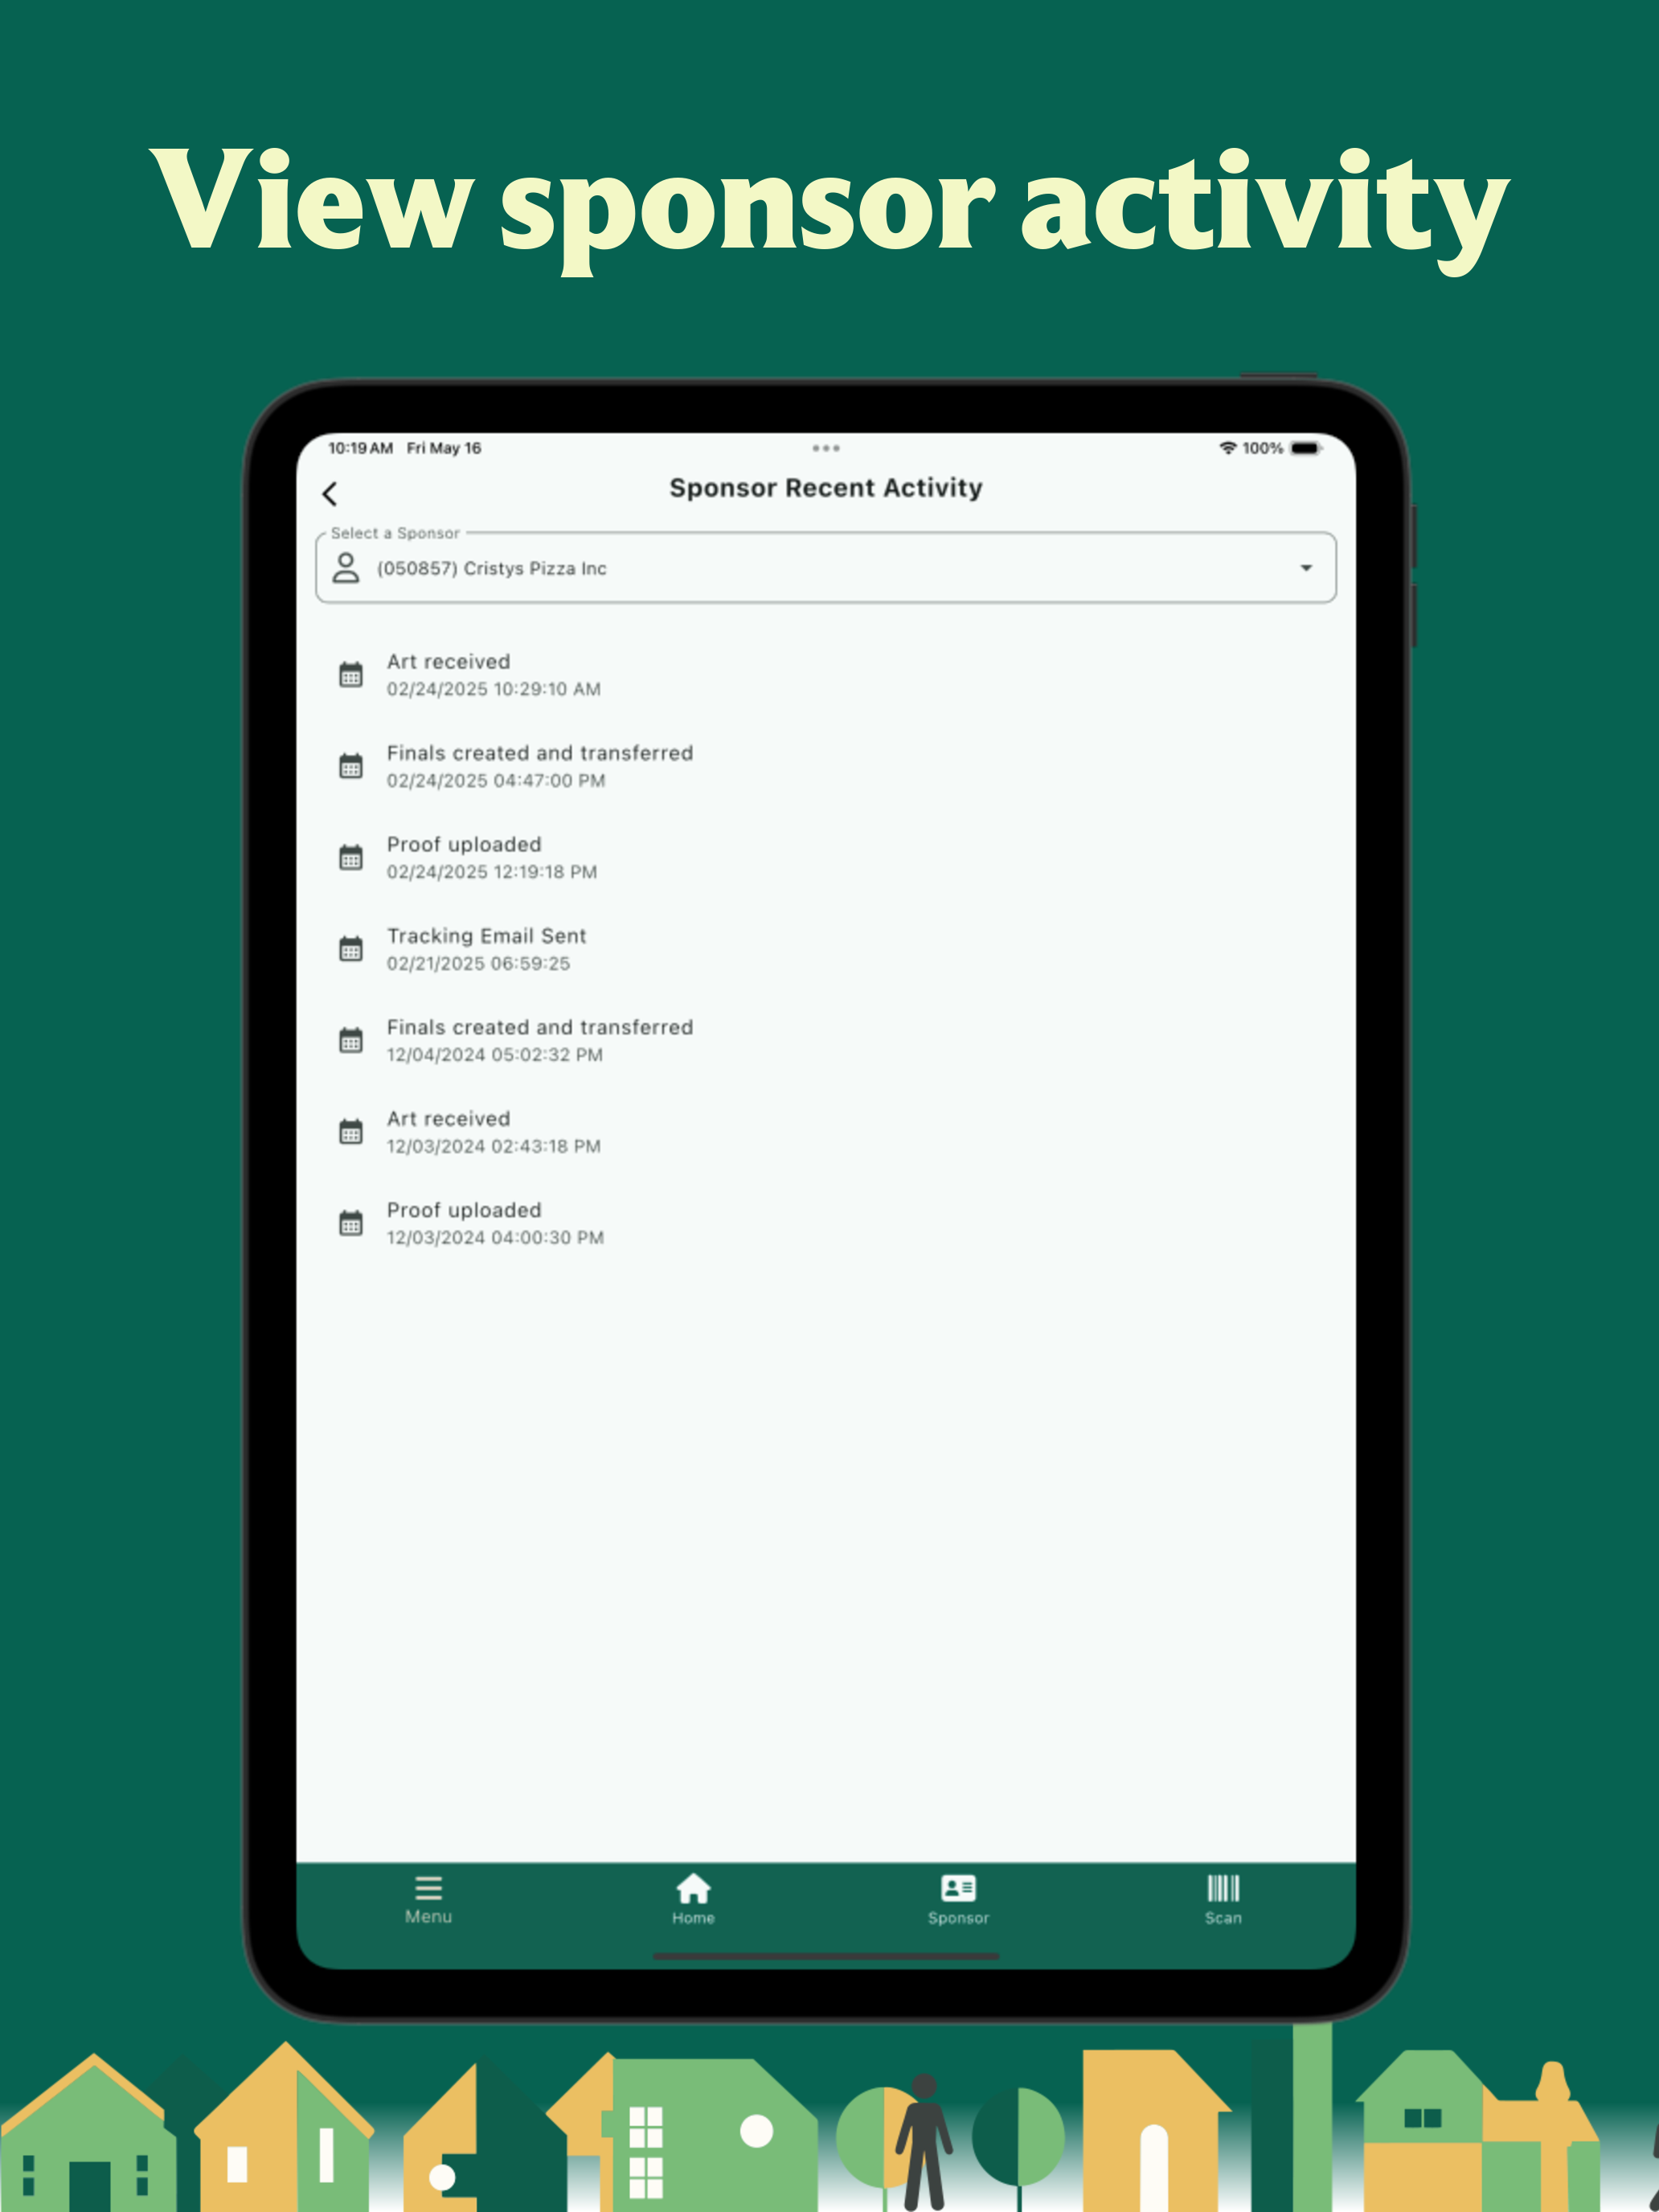 View sponsor activity
10:19 AM Fri May 16
100%
Sponsor Recent Activity
Select a Sponsor
(050857) Cristys Pizza Inc
Art received
02/24/2025 10:29:10 AM
Finals created and transferred
02/24/2025 04:47:00 PM
Proof uploaded
02/24/2025 12:19:18 PM
Tracking Email Sent
02/21/2025 06:59:25
Finals created and transferred
12/04/2024 05:02:32 PM
Art received
12/03/2024 02:43:18 PM
Proof uploaded
12/03/2024 04:00:30 PM
Menu
Home
Sponsor
Scan